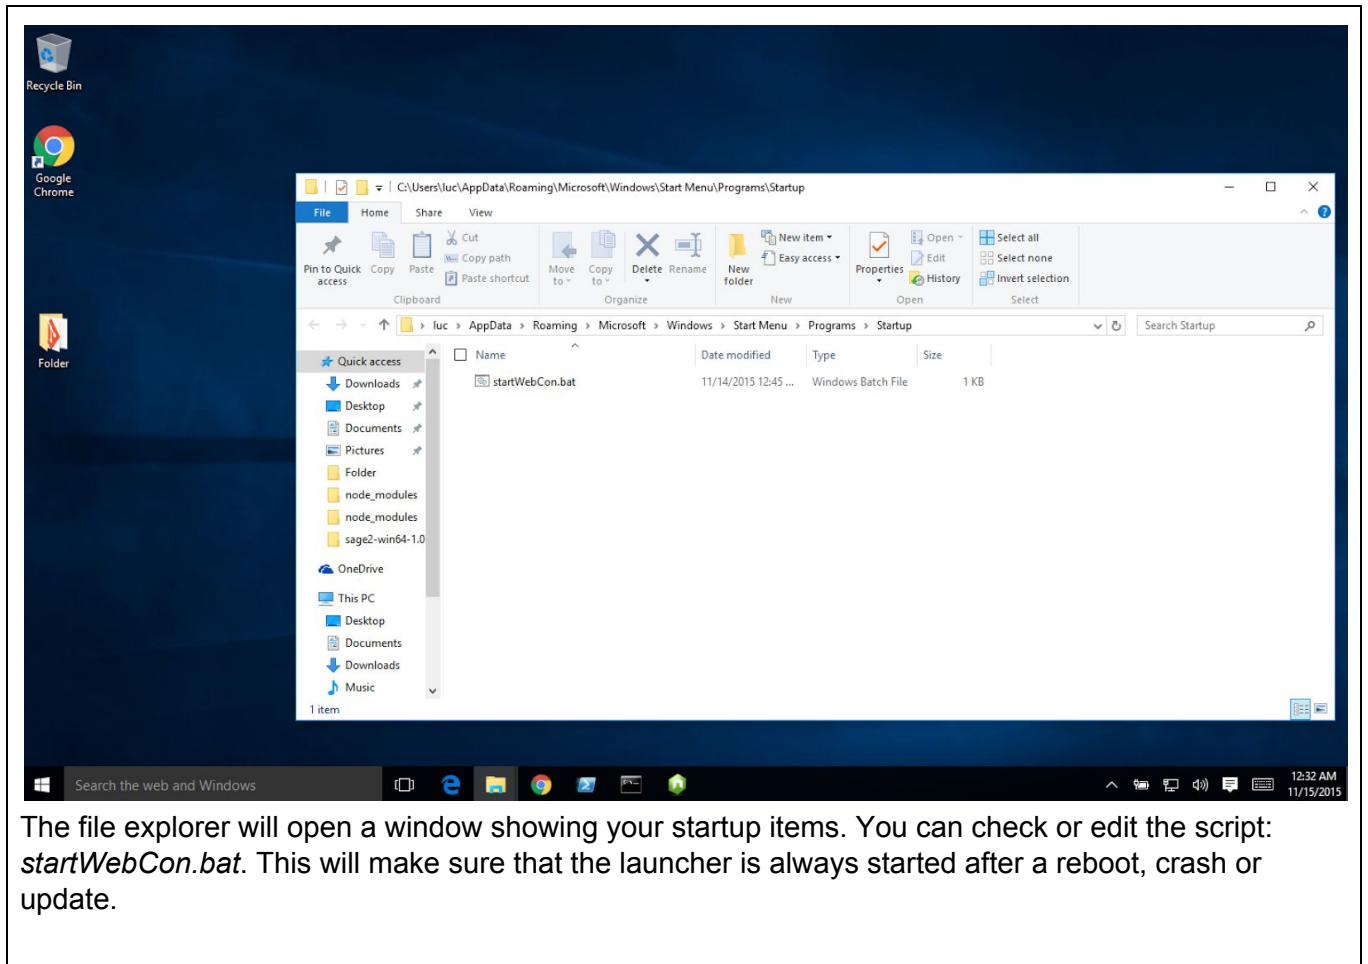 Recycle Bin
Google
Chrome
Folder
C:\Users\luc\AppData\Roaming\Microsoft\Windows\Start Menu\Programs\Startup
File Home Share View
Pin to Quick
access
Copy
Paste
Cut
Copy path
Paste shortcut
Clipboard
Move
to
Copy
to
Delete
Rename
Organize
New
folder
New item
Easy access
New
Properties
Open
Edit
History
Open
Select all
Select none
Invert selection
Select
luc > AppData > Roaming > Microsoft > Windows > Start Menu > Programs > Startup
Search Startup
Quick access
Downloads
Desktop
Documents
Pictures
Folder
node_modules
node_modules
sage2-win64-1.0
OneDrive
This PC
Desktop
Documents
Downloads
Music
Name Date modified Type Size
startWebCon.bat 11/14/2015 12:45 ... Windows Batch File 1 KB
1 item
Search the web and Windows
12:32 AM
11/15/2015
The file explorer will open a window showing your startup items. You can check or edit the script:
startWebCon.bat. This will make sure that the launcher is always started after a reboot, crash or
update.